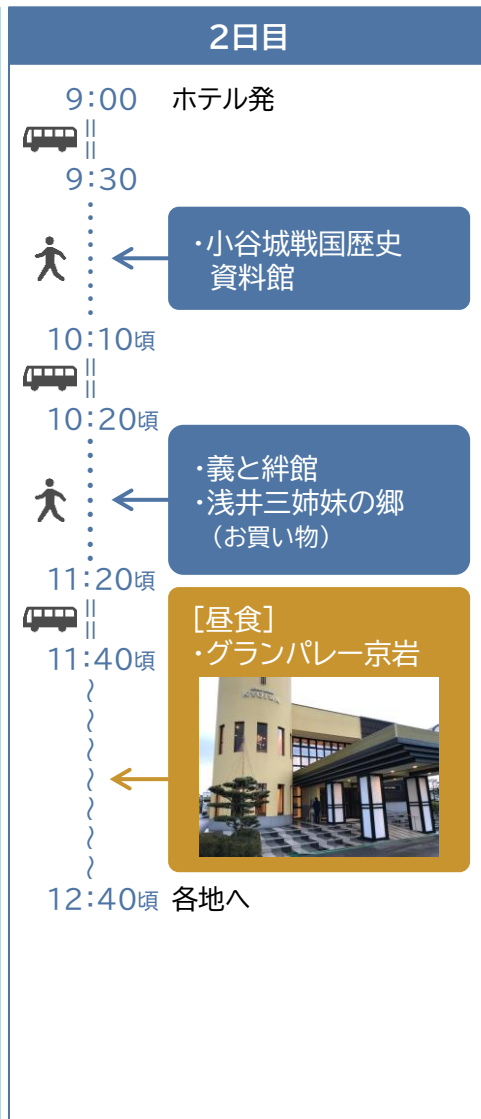 2日目
9:00 ホテル発
9:30
・小谷城戦国歴史
資料館
10:10頃
10:20頃
・義と絆館
・浅井三姉妹の郷
（お買い物）
11:20頃
[昼食]
・グランパレー京岩
11:40頃
12:40頃 各地へ